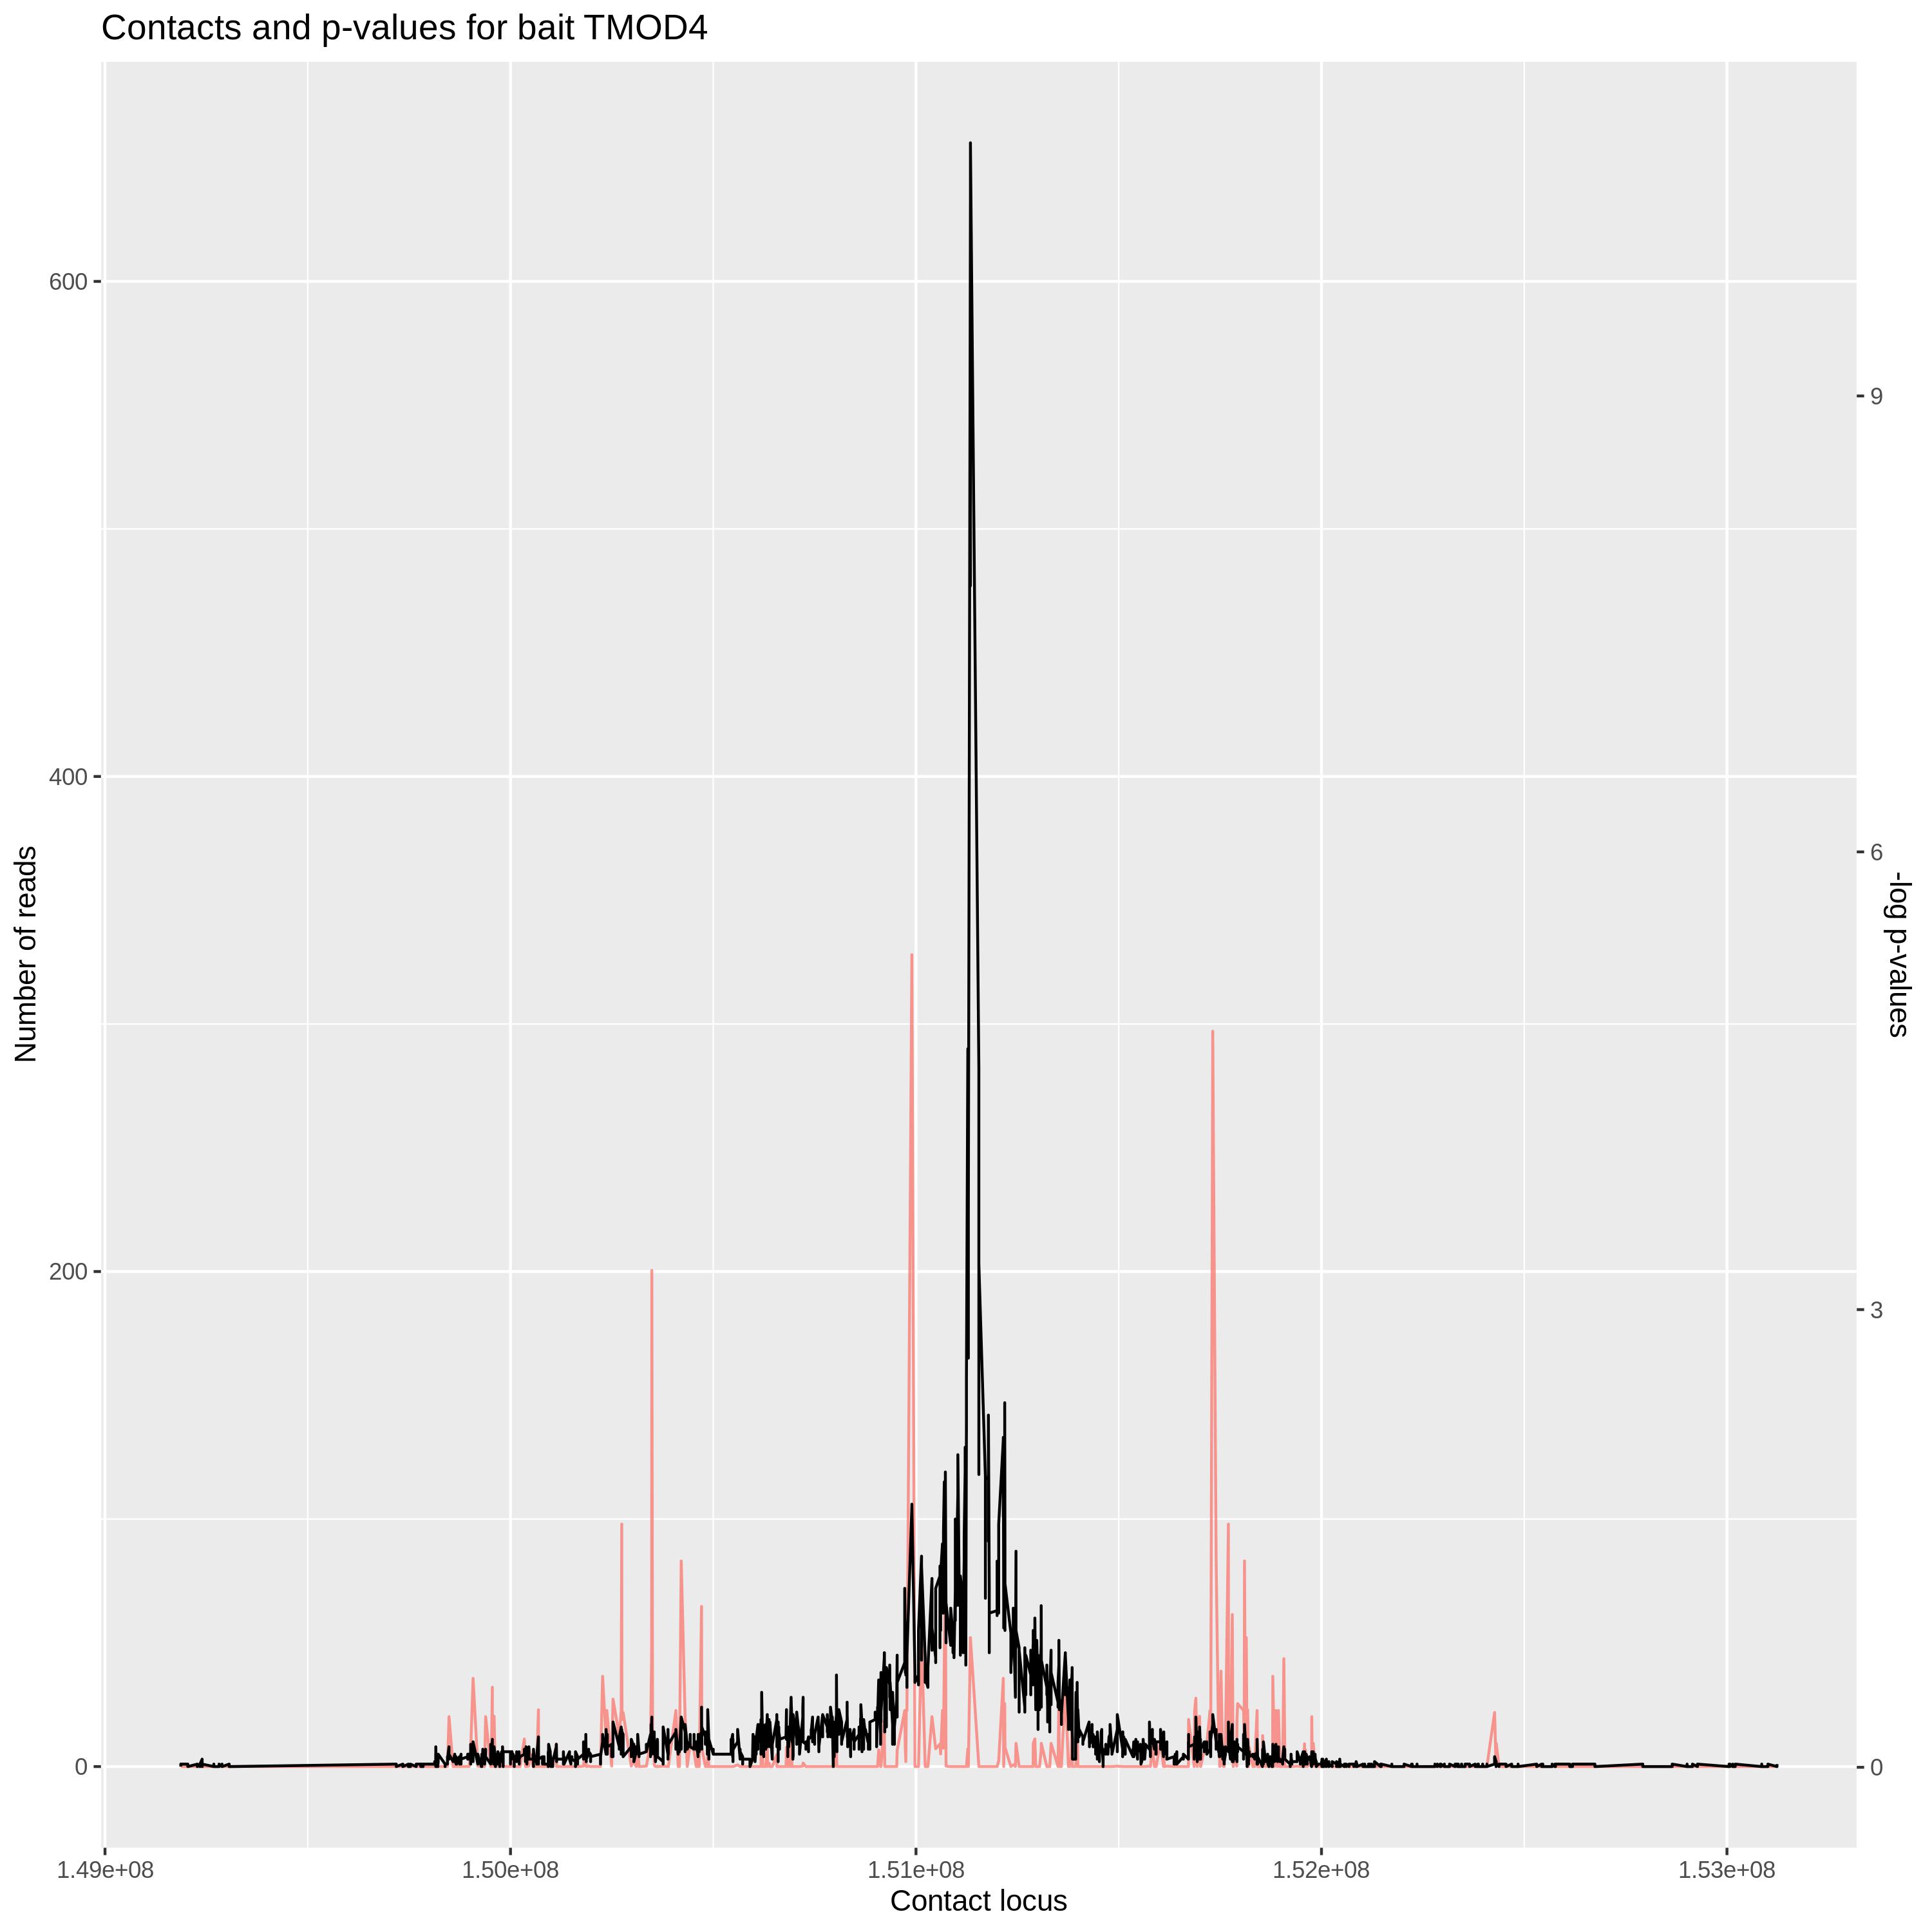 Contacts and p-values for bait TMOD4
Number of reads
600
400
200
0
9
6
3
0
-log p-values
1.49e+08 1.50e+08 1.51e+08 1.52e+08 1.53e+08
Contact locus